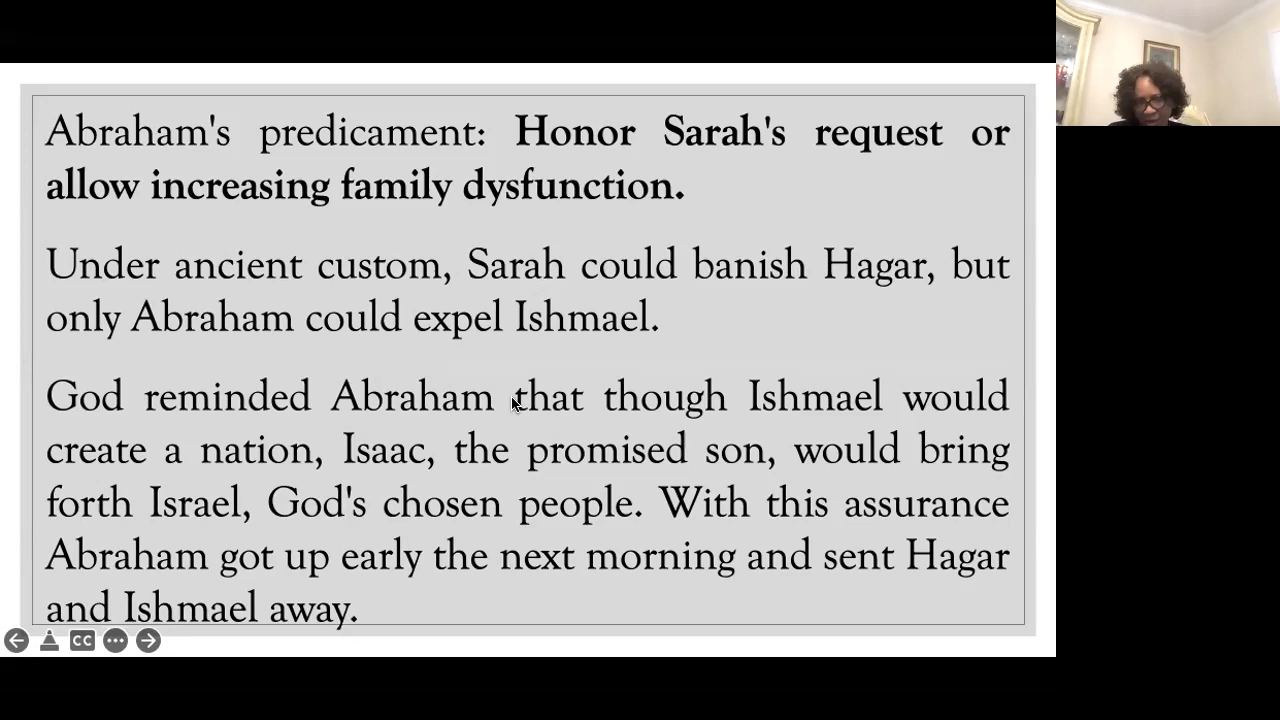 Abraham's predicament: Honor Sarah's request or
allow increasing family dysfunction.
Under ancient custom, Sarah could banish Hagar, but
only Abraham could expel Ishmael.
God reminded Abraham that though Ishmael would
create a nation, Isaac, the promised son, would bring
forth Israel, God's chosen people. With this assurance
Abraham got up early the next morning and sent Hagar
and Ishmael away.
CC